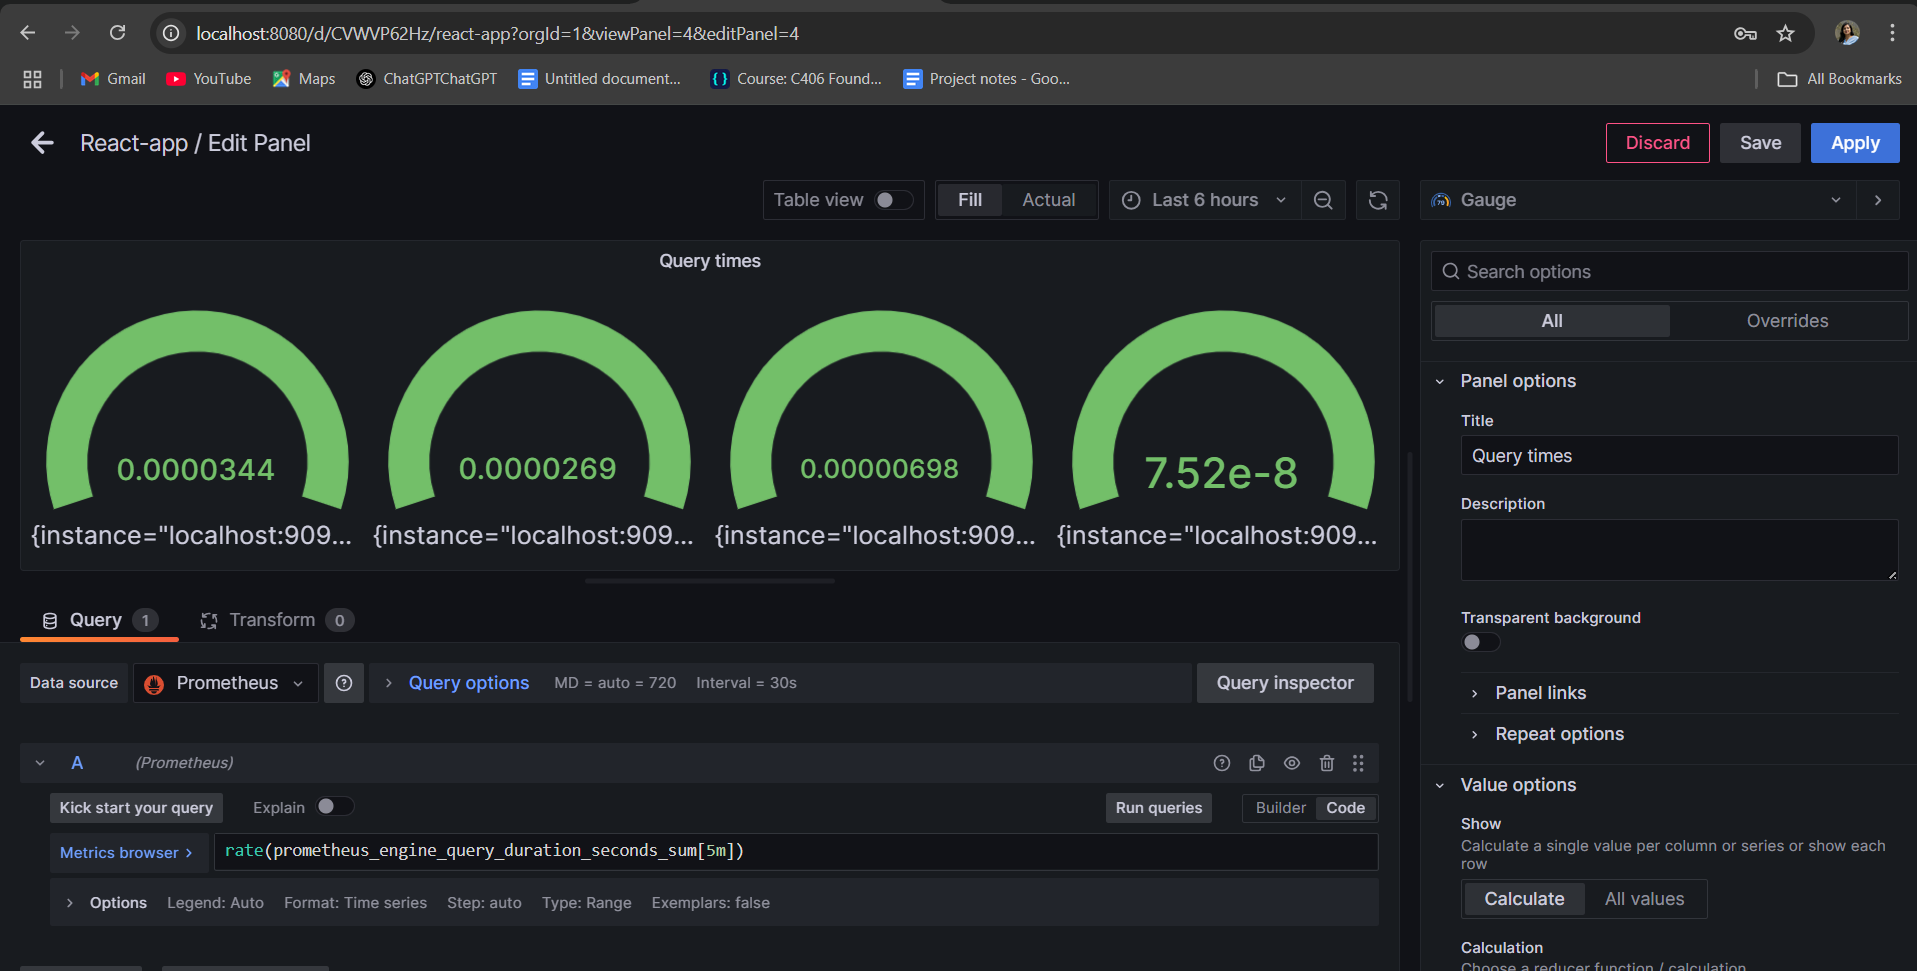 localhost:8080/d/CVWVP62Hz/react-app?orgId=1&viewPanel=4&editPanel=4
Gmail YouTube Maps ChatGPTChatGPT Untitled document... Course: C406 Found... Project notes - Goo... All Bookmarks
React-app / Edit Panel
Discard Save Apply
Table view Fill Actual Last 6 hours
Gauge
Query times
0.0000344 0.0000269 0.00000698 7.52e-8
{instance="localhost:909... {instance="localhost:909... {instance="localhost:909... {instance="localhost:909...
Query 1 Transform 0
Data source Prometheus Query options MD = auto = 720 Interval = 30s Query inspector
A (Prometheus)
Kick start your query Explain Run queries Builder Code
Metrics browser > rate(prometheus_engine_query_duration_seconds_sum[5m])
Options Legend: Auto Format: Time series Step: auto Type: Range Exemplars: false
Search options
All Overrides
Panel options
Title
Query times
Description
Transparent background
Panel links
Repeat options
Value options
Show
Calculate a single value per column or series or show each
row
Calculate All values
Calculation
Choose a reducer function / calculation